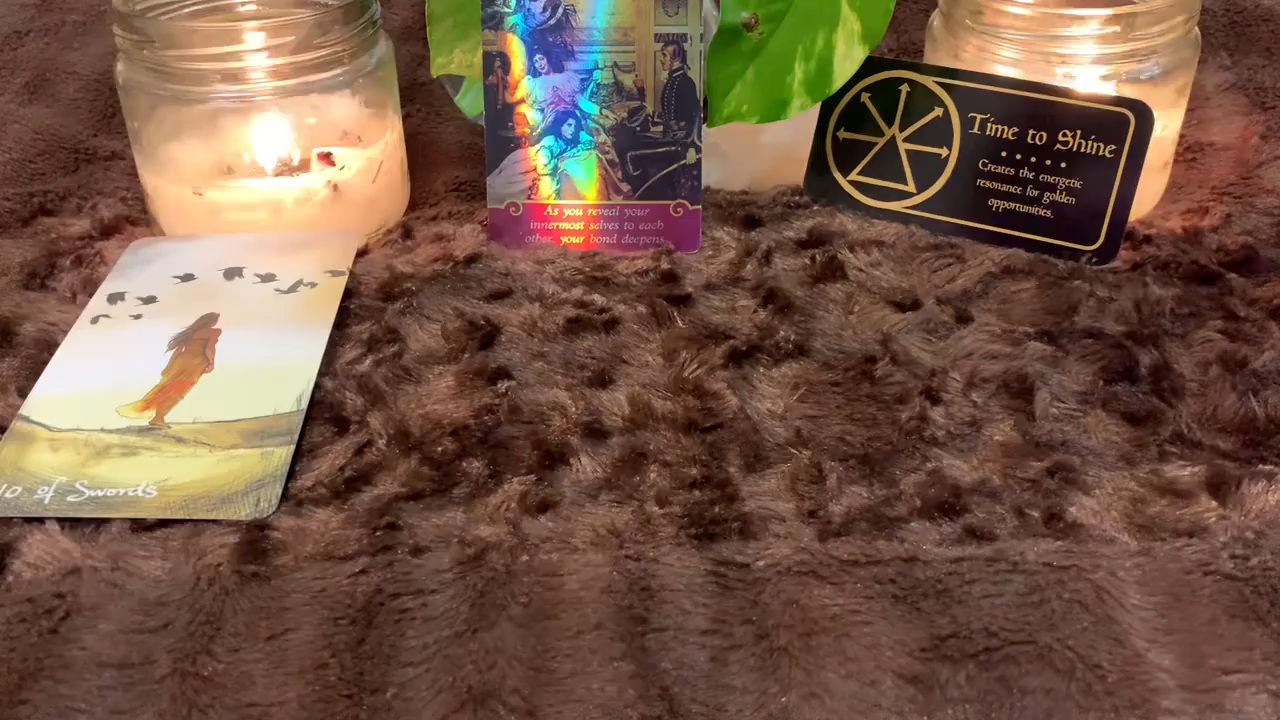 As you reveal your
innermost selves to each
other, your bond deepens
Time to Shine
Creates the energetic
resonance for golden
opportunities.
10 of Swords